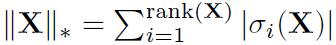 ‖X‖∗ = ∑_{i=1}^{rank(X)} |σ_i(X)|